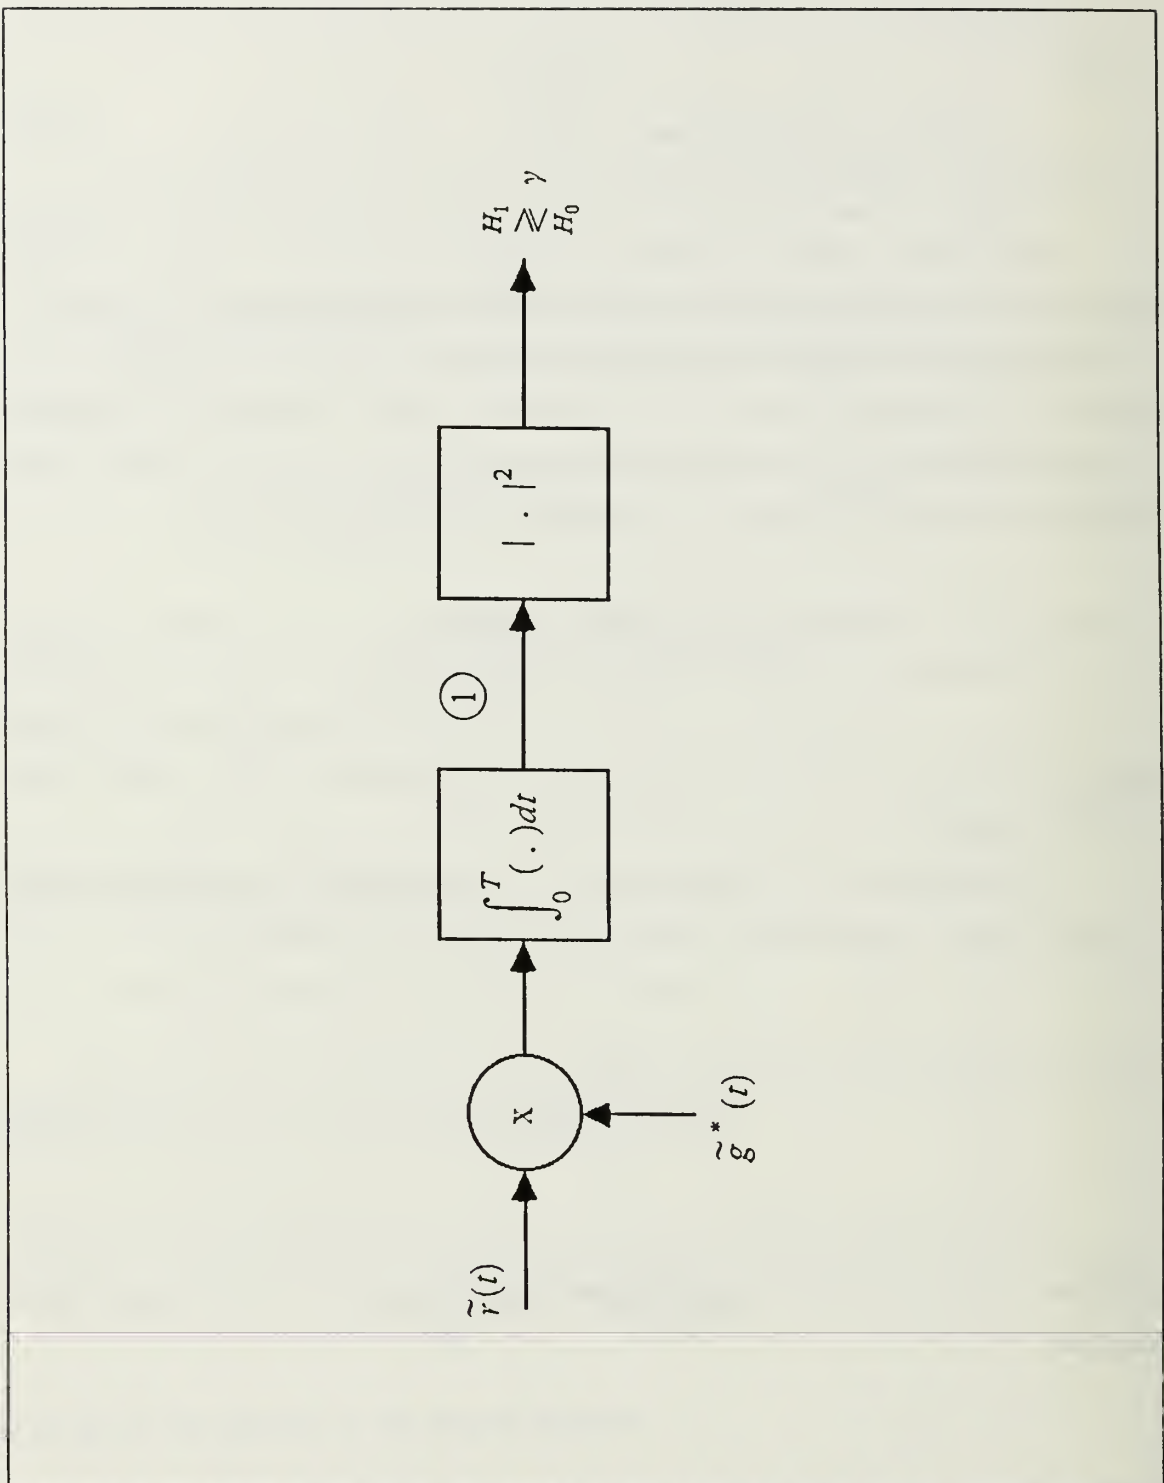 r̃(t)
X
g̃*(t)
∫₀ᵀ(.)dt
①
| . |²
H₁
≷ γ
H₀